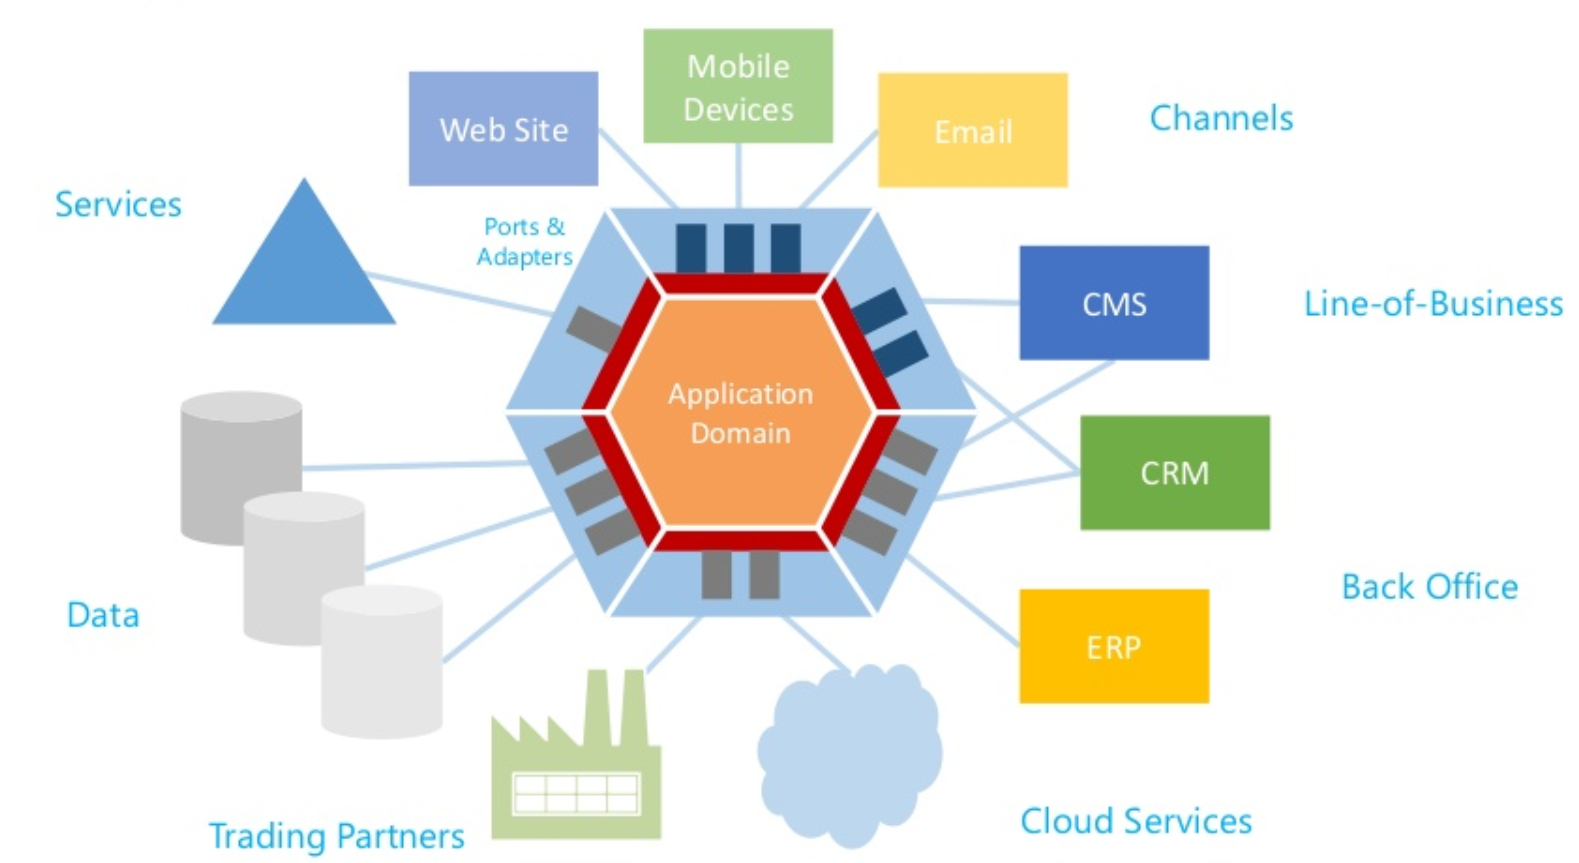 Mobile
Devices
Web Site
Email
Channels
Services
Ports &
Adapters
CMS
Line-of-Business
Application
Domain
CRM
Back Office
Data
ERP
Cloud Services
Trading Partners